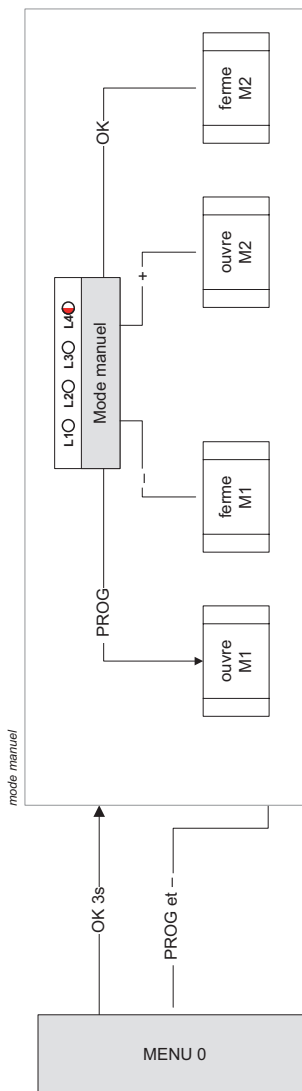 mode manuel
L1 L2 L3 L4
Mode manuel
PROG
–
+
OK
ouvre
M1
ferme
M1
ouvre
M2
ferme
M2
OK 3s
PROG et –
MENU 0